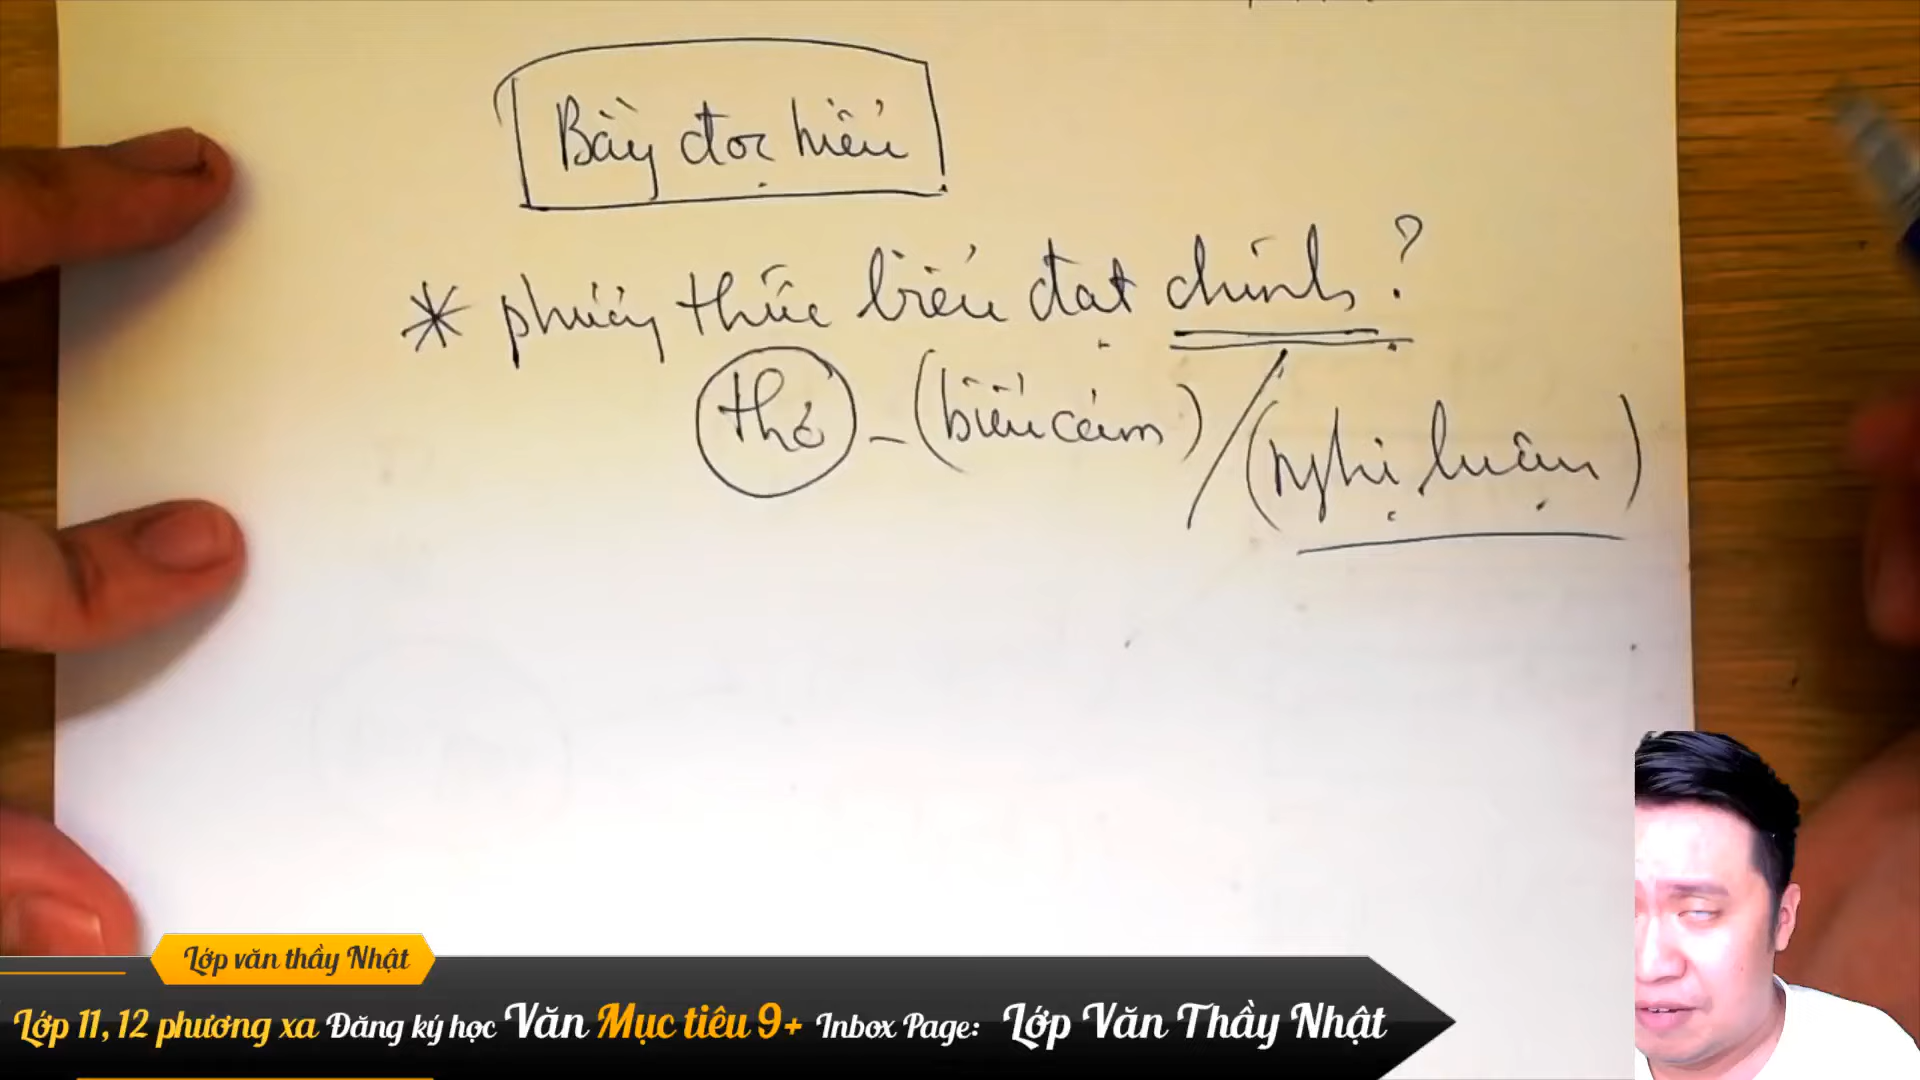 Bẫy đọc hiểu
* phương thức biểu đạt chính?
thơ - (biểu cảm) / (nghị luận)
Lớp văn thầy Nhật
Lớp 11, 12 phương xa Đăng ký học Văn Mục tiêu 9+ Inbox Page: Lớp Văn Thầy Nhật